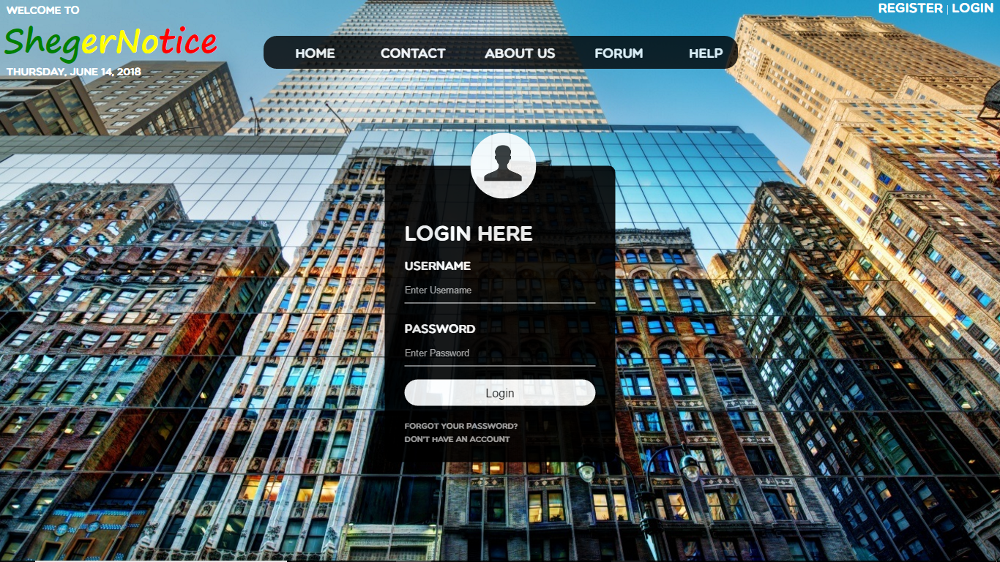 WELCOME TO
REGISTER | LOGIN
ShegerNotice
HOME CONTACT ABOUT US FORUM HELP
THURSDAY, JUNE 14, 2018
LOGIN HERE
USERNAME
Enter Username
PASSWORD
Enter Password
Login
FORGOT YOUR PASSWORD?
DON'T HAVE AN ACCOUNT